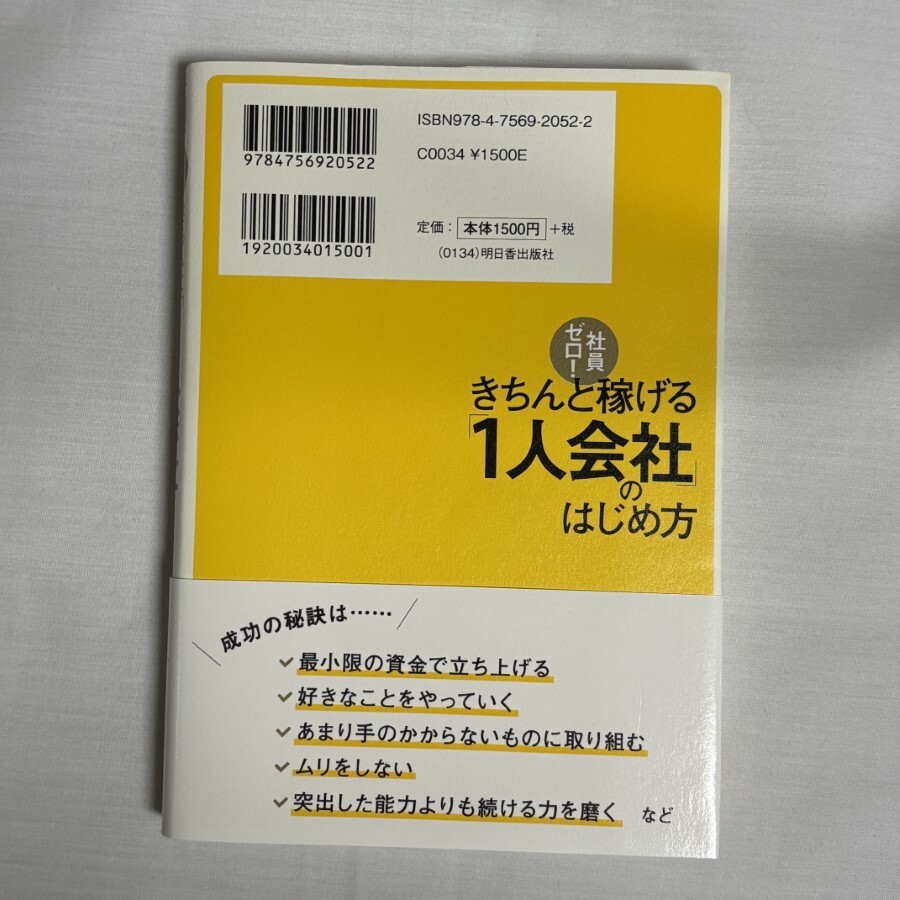 9784756920522
ISBN978-4-7569-2052-2
C0034 ¥1500E
1920034015001
定価： 本体1500円 +税
(0134)明日香出版社
社員
ゼロ！
きちんと稼げる
「1人会社」の
はじめ方
成功の秘訣は……
最小限の資金で立ち上げる
好きなことをやっていく
あまり手のかからないものに取り組む
ムリをしない
突出した能力よりも続ける力を磨く など